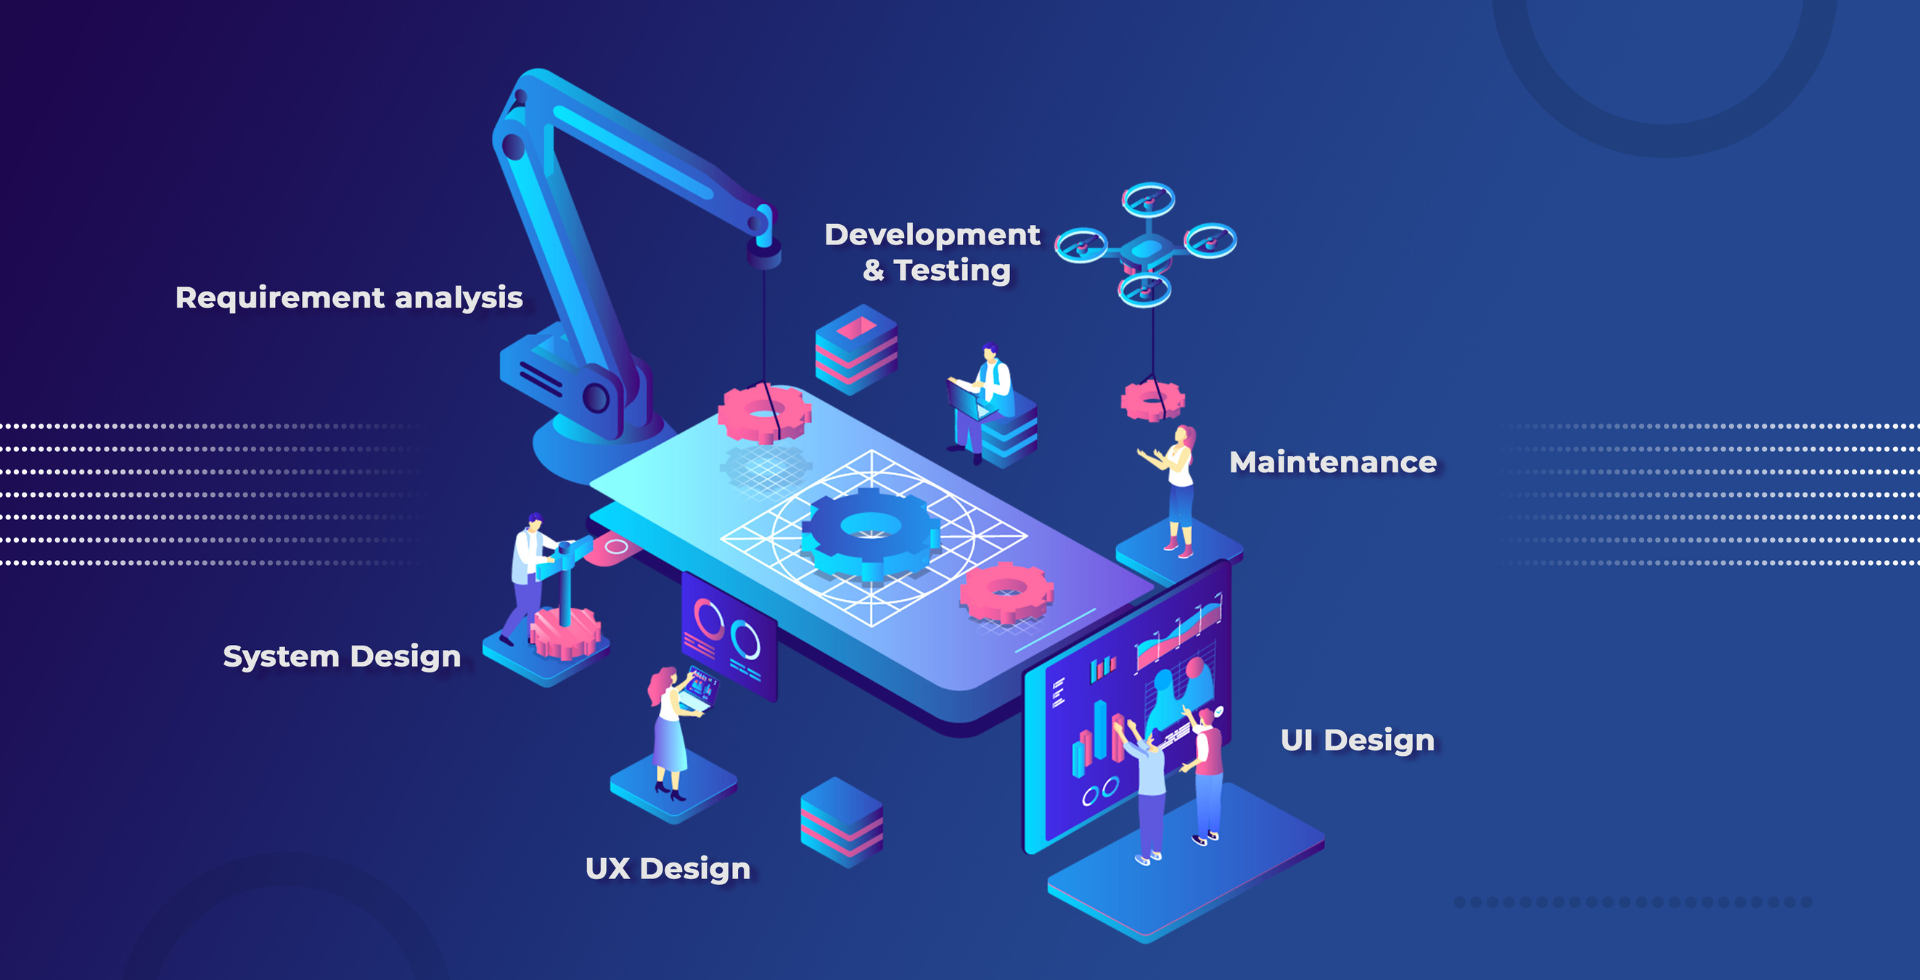 Development
& Testing
Requirement analysis
Maintenance
System Design
UI Design
UX Design